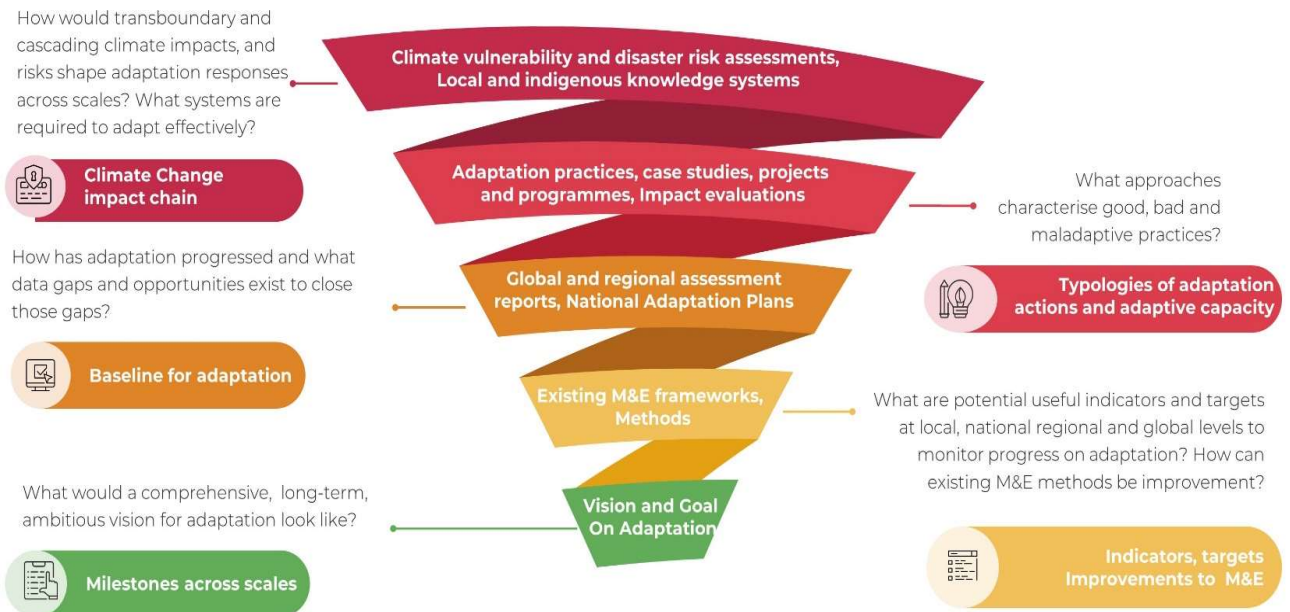 How would transboundary and
cascading climate impacts, and
risks shape adaptation responses
across scales? What systems are
required to adapt effectively?
Climate Change
impact chain
Climate vulnerability and disaster risk assessments,
Local and indigenous knowledge systems
Adaptation practices, case studies, projects
and programmes, Impact evaluations
What approaches
characterise good, bad and
maladaptive practices?
Typologies of adaptation
actions and adaptive capacity
How has adaptation progressed and what
data gaps and opportunities exist to close
those gaps?
Baseline for adaptation
Global and regional assessment
reports, National Adaptation Plans
Existing M&E frameworks,
Methods
What are potential useful indicators and targets
at local, national regional and global levels to
monitor progress on adaptation? How can
existing M&E methods be improvement?
Indicators, targets
Improvements to M&E
What would a comprehensive, long-term,
ambitious vision for adaptation look like?
Milestones across scales
Vision and Goal
On Adaptation